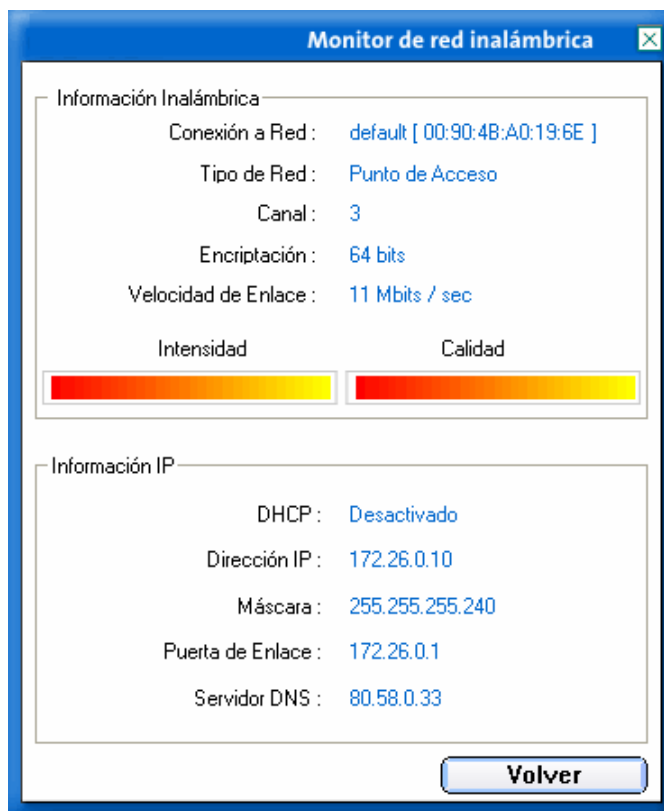 Monitor de red inalámbrica
Información Inalámbrica
Conexión a Red : default [ 00:90:4B:A0:19:6E ]
Tipo de Red : Punto de Acceso
Canal : 3
Encriptación : 64 bits
Velocidad de Enlace : 11 Mbits / sec
Intensidad Calidad
Información IP
DHCP : Desactivado
Dirección IP : 172.26.0.10
Máscara : 255.255.255.240
Puerta de Enlace : 172.26.0.1
Servidor DNS : 80.58.0.33
Volver